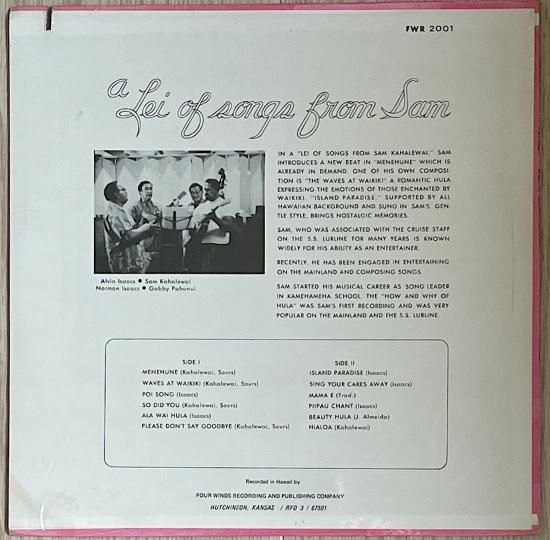 FWR 2001
a Lei of songs from Sam
IN A "LEI OF SONGS FROM SAM KAHALEWAI," SAM
INTRODUCES A NEW BEAT IN "MENEHUNE" WHICH IS
ALREADY IN DEMAND. ONE OF HIS OWN COMPOSI-
TION IS "THE WAVES AT WAIKIKI" A ROMANTIC HULA
EXPRESSING THE EMOTIONS OF THOSE ENCHANTED BY
WAIKIKI. "ISLAND PARADISE," SUPPORTED BY ALL
HAWAIIAN BACKGROUND AND SUNG IN SAM'S GEN-
TLE STYLE, BRINGS NOSTALGIC MEMORIES.
SAM, WHO WAS ASSOCIATED WITH THE CRUISE STAFF
ON THE S.S. LURLINE FOR MANY YEARS IS KNOWN
WIDELY FOR HIS ABILITY AS AN ENTERTAINER.
RECENTLY, HE HAS BEEN ENGAGED IN ENTERTAINING
ON THE MAINLAND AND COMPOSING SONGS.
SAM STARTED HIS MUSICAL CAREER AS SONG LEADER
IN KAMEHAMEHA SCHOOL. THE "HOW AND WHY OF
HULA" WAS SAM'S FIRST RECORDING AND WAS VERY
POPULAR ON THE MAINLAND AND THE S.S. LURLINE.
Alvin Isaacs • Sam Kahalewai
Norman Isaacs • Gabby Pahanui
SIDE I
MENEHUNE (Kahalewai, Sours)
WAVES AT WAIKIKI (Kahalewai, Sours)
POI SONG (Isaacs)
SO DID YOU (Kahalewai, Sours)
ALA WAI HULA (Isaacs)
PLEASE DON'T SAY GOODBYE (Kahalewai, Sours)
SIDE II
ISLAND PARADISE (Isaacs)
SING YOUR CARES AWAY (Isaacs)
MAMA E (Trad.)
PIIPAU CHANT (Isaacs)
BEAUTY HULA (J. Almeida)
HIALOA (Kahalewai)
Recorded in Hawaii by
FOUR WINDS RECORDING AND PUBLISHING COMPANY
HUTCHINSON, KANSAS / RFD 3 / 67501